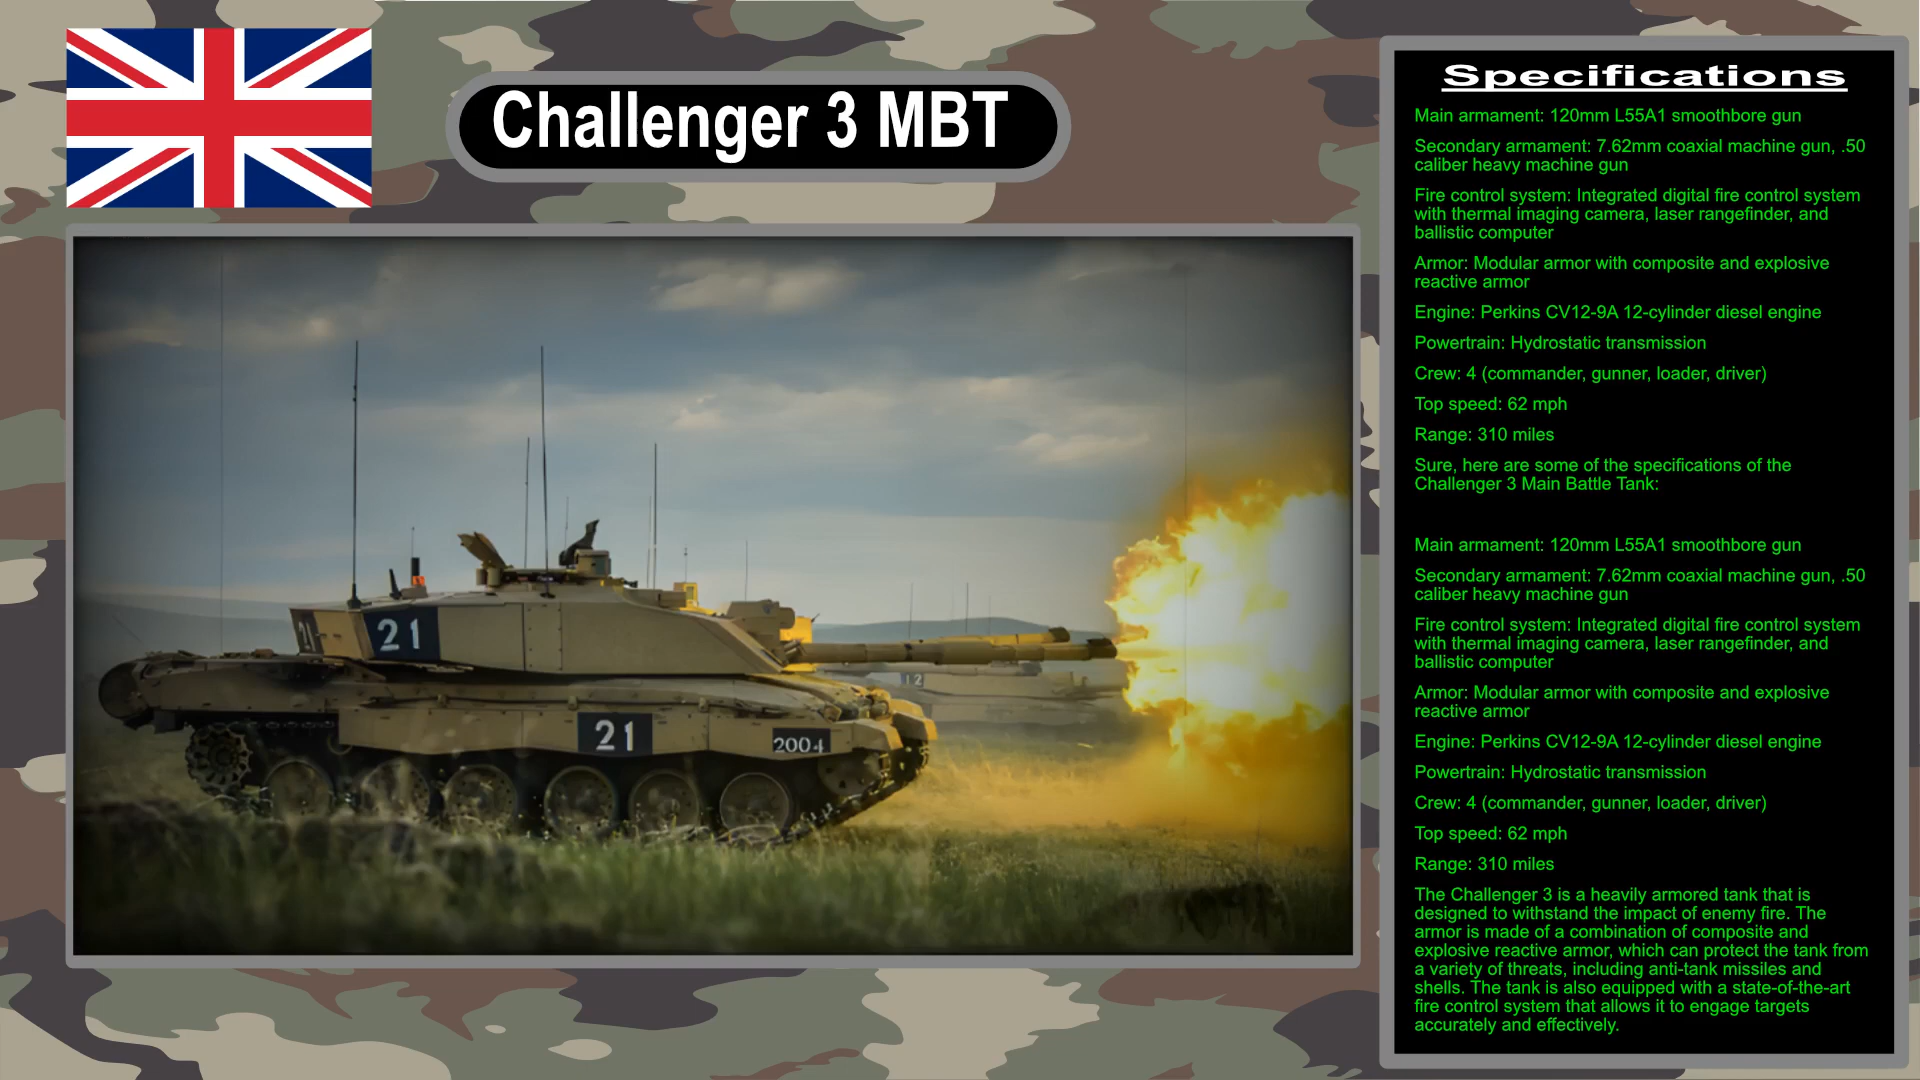 Challenger 3 MBT
21
21
21
2004
12
Specifications
Main armament: 120mm L55A1 smoothbore gun
Secondary armament: 7.62mm coaxial machine gun, .50
caliber heavy machine gun
Fire control system: Integrated digital fire control system
with thermal imaging camera, laser rangefinder, and
ballistic computer
Armor: Modular armor with composite and explosive
reactive armor
Engine: Perkins CV12-9A 12-cylinder diesel engine
Powertrain: Hydrostatic transmission
Crew: 4 (commander, gunner, loader, driver)
Top speed: 62 mph
Range: 310 miles
Sure, here are some of the specifications of the
Challenger 3 Main Battle Tank:
Main armament: 120mm L55A1 smoothbore gun
Secondary armament: 7.62mm coaxial machine gun, .50
caliber heavy machine gun
Fire control system: Integrated digital fire control system
with thermal imaging camera, laser rangefinder, and
ballistic computer
Armor: Modular armor with composite and explosive
reactive armor
Engine: Perkins CV12-9A 12-cylinder diesel engine
Powertrain: Hydrostatic transmission
Crew: 4 (commander, gunner, loader, driver)
Top speed: 62 mph
Range: 310 miles
The Challenger 3 is a heavily armored tank that is
designed to withstand the impact of enemy fire. The
armor is made of a combination of composite and
explosive reactive armor, which can protect the tank from
a variety of threats, including anti-tank missiles and
shells. The tank is also equipped with a state-of-the-art
fire control system that allows it to engage targets
accurately and effectively.